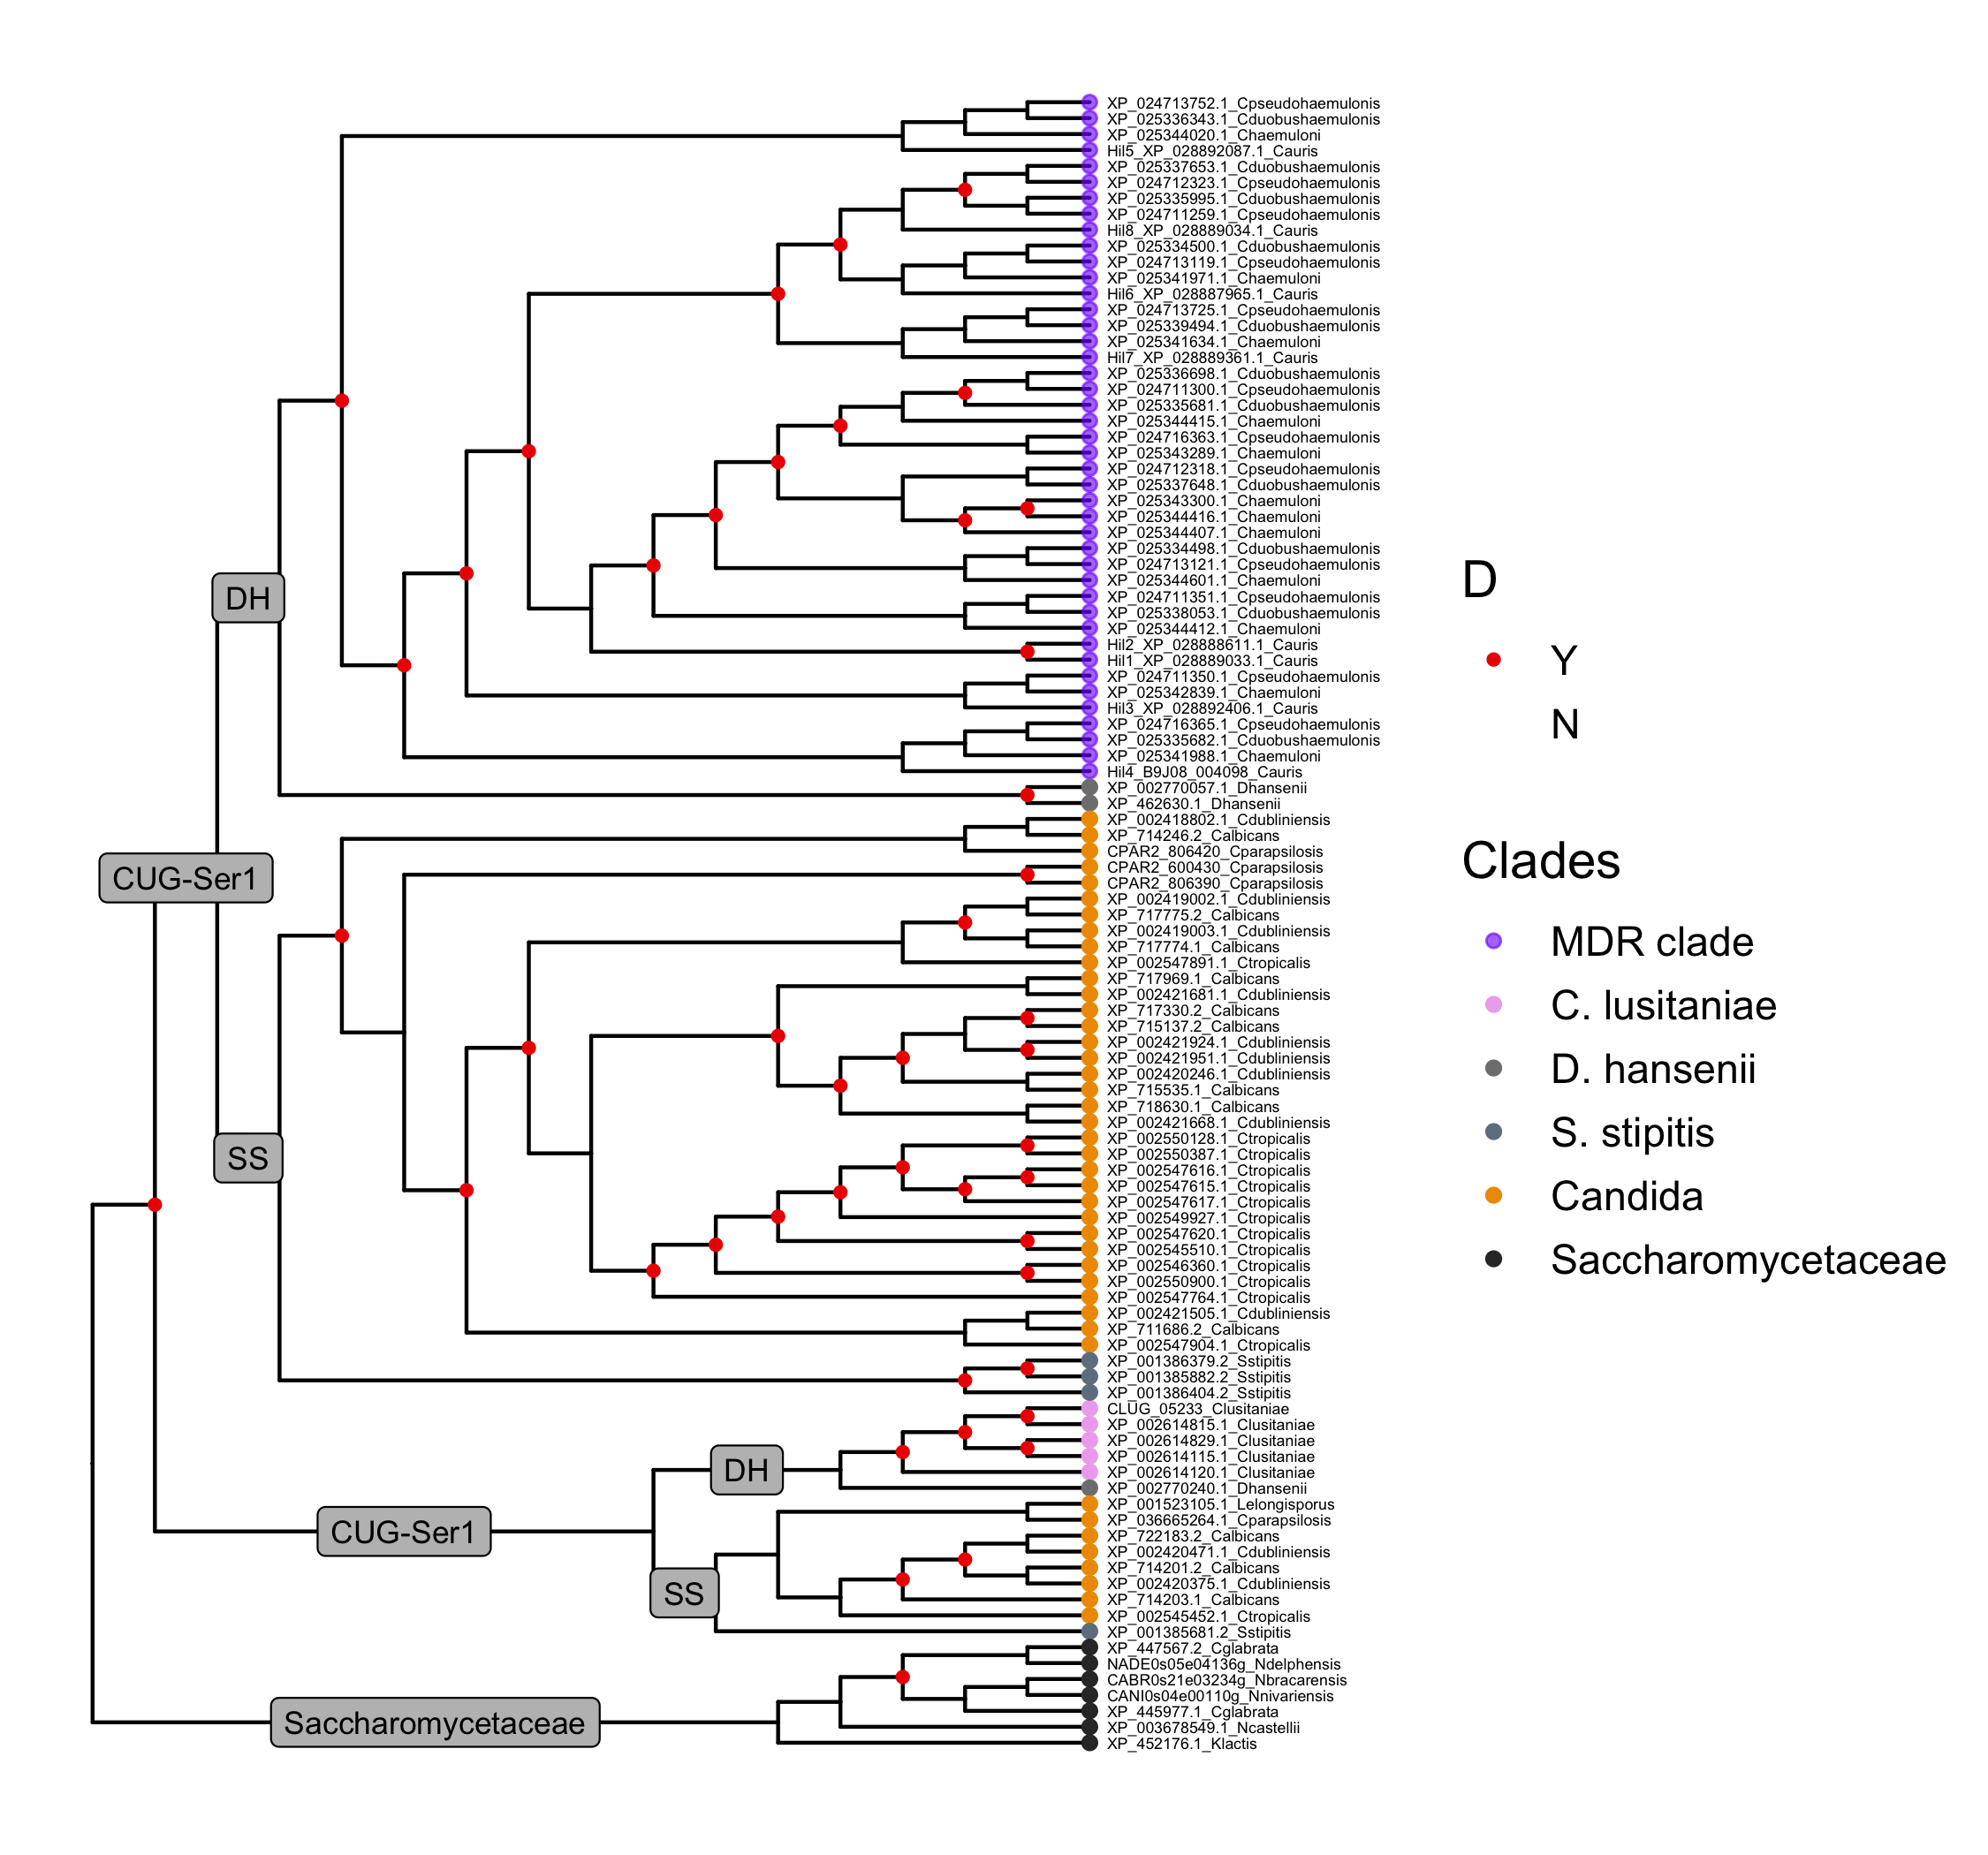 XP_024713752.1_Cpseudohaemulonis
XP_025336343.1_Cduobushaemulonis
XP_025344020.1_Chaemuloni
Hil5_XP_028892087.1_Cauris
XP_025337653.1_Cduobushaemulonis
XP_024712323.1_Cpseudohaemulonis
XP_025335995.1_Cduobushaemulonis
XP_024711259.1_Cpseudohaemulonis
Hil8_XP_028889034.1_Cauris
XP_025334500.1_Cduobushaemulonis
XP_024713119.1_Cpseudohaemulonis
XP_025341971.1_Chaemuloni
Hil6_XP_028887965.1_Cauris
XP_024713725.1_Cpseudohaemulonis
XP_025339494.1_Cduobushaemulonis
XP_025341634.1_Chaemuloni
Hil7_XP_028889361.1_Cauris
XP_025336698.1_Cduobushaemulonis
XP_024711300.1_Cpseudohaemulonis
XP_025335681.1_Cduobushaemulonis
XP_025344415.1_Chaemuloni
XP_024716363.1_Cpseudohaemulonis
XP_025343289.1_Chaemuloni
XP_024712318.1_Cpseudohaemulonis
XP_025337648.1_Cduobushaemulonis
XP_025343300.1_Chaemuloni
XP_025344416.1_Chaemuloni
XP_025344407.1_Chaemuloni
XP_025334498.1_Cduobushaemulonis
XP_024713121.1_Cpseudohaemulonis
XP_025344601.1_Chaemuloni
XP_024711351.1_Cpseudohaemulonis
XP_025338053.1_Cduobushaemulonis
XP_025344412.1_Chaemuloni
Hil2_XP_028888611.1_Cauris
Hil1_XP_028889033.1_Cauris
XP_024711350.1_Cpseudohaemulonis
XP_025342839.1_Chaemuloni
Hil3_XP_028892406.1_Cauris
XP_024716365.1_Cpseudohaemulonis
XP_025335682.1_Cduobushaemulonis
XP_025341988.1_Chaemuloni
Hil4_B9J08_004098_Cauris
XP_002770057.1_Dhansenii
XP_462630.1_Dhansenii
XP_002418802.1_Cdubliniensis
XP_714246.2_Calbicans
CPAR2_806420_Cparapsilosis
CPAR2_600430_Cparapsilosis
CPAR2_806390_Cparapsilosis
XP_002419002.1_Cdubliniensis
XP_717775.2_Calbicans
XP_002419003.1_Cdubliniensis
XP_717774.1_Calbicans
XP_002547891.1_Ctropicalis
XP_717969.1_Calbicans
XP_002421681.1_Cdubliniensis
XP_717330.2_Calbicans
XP_715137.2_Calbicans
XP_002421924.1_Cdubliniensis
XP_002421951.1_Cdubliniensis
XP_002420246.1_Cdubliniensis
XP_715535.1_Calbicans
XP_718630.1_Calbicans
XP_002421668.1_Cdubliniensis
XP_002550128.1_Ctropicalis
XP_002550387.1_Ctropicalis
XP_002547616.1_Ctropicalis
XP_002547615.1_Ctropicalis
XP_002547617.1_Ctropicalis
XP_002549927.1_Ctropicalis
XP_002547620.1_Ctropicalis
XP_002545510.1_Ctropicalis
XP_002546360.1_Ctropicalis
XP_002550900.1_Ctropicalis
XP_002547764.1_Ctropicalis
XP_002421505.1_Cdubliniensis
XP_711686.2_Calbicans
XP_002547904.1_Ctropicalis
XP_001386379.2_Sstipitis
XP_001385882.2_Sstipitis
XP_001386404.2_Sstipitis
CLUG_05233_Clusitaniae
XP_002614815.1_Clusitaniae
XP_002614829.1_Clusitaniae
XP_002614115.1_Clusitaniae
XP_002614120.1_Clusitaniae
XP_002770240.1_Dhansenii
XP_001523105.1_Lelongisporus
XP_036665264.1_Cparapsilosis
XP_722183.2_Calbicans
XP_002420471.1_Cdubliniensis
XP_714201.2_Calbicans
XP_002420375.1_Cdubliniensis
XP_714203.1_Calbicans
XP_002545452.1_Ctropicalis
XP_001385681.2_Sstipitis
XP_447567.2_Cglabrata
NADE0s05e04136g_Ndelphensis
CABR0s21e03234g_Nbracarensis
CANI0s04e00110g_Nnivariensis
XP_445977.1_Cglabrata
XP_003678549.1_Ncastellii
XP_452176.1_Klactis
DH
CUG-Ser1
SS
DH
CUG-Ser1
SS
Saccharomycetaceae
D
Y
N
Clades
MDR clade
C. lusitaniae
D. hansenii
S. stipitis
Candida
Saccharomycetaceae